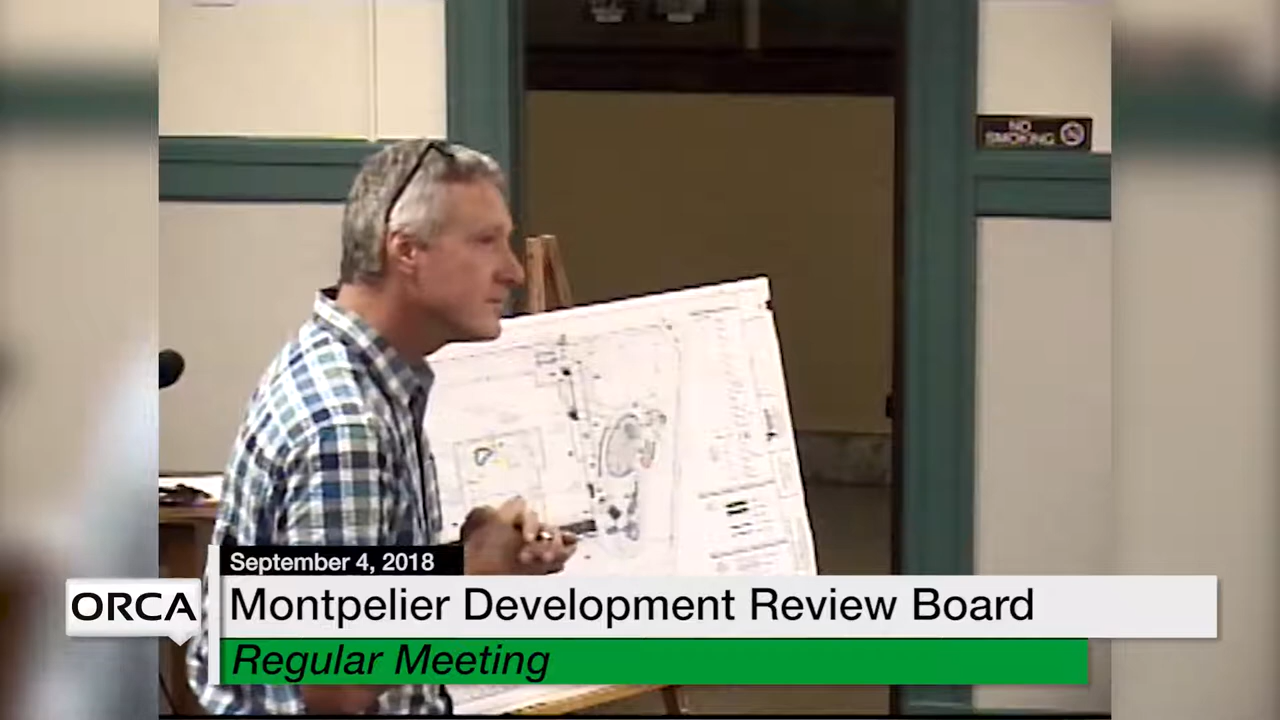 NO
SMOKING
September 4, 2018
ORCA
Montpelier Development Review Board
Regular Meeting